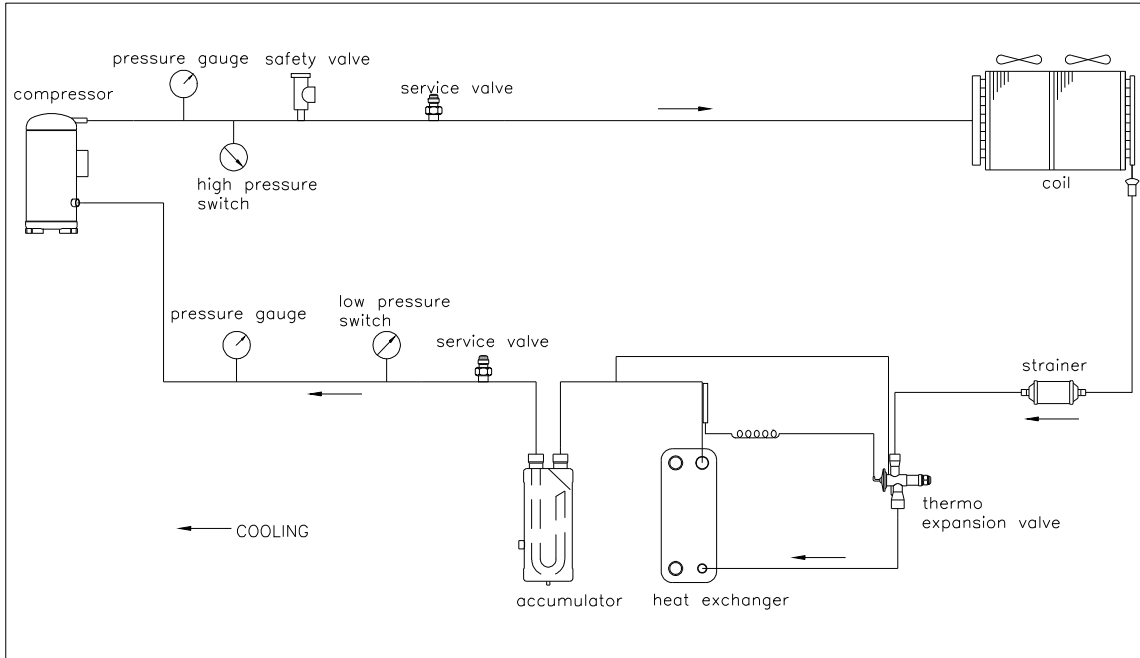 pressure gauge
safety valve
compressor
service valve
high pressure
switch
coil
pressure gauge
low pressure
switch
service valve
strainer
thermo
expansion valve
COOLING
accumulator
heat exchanger